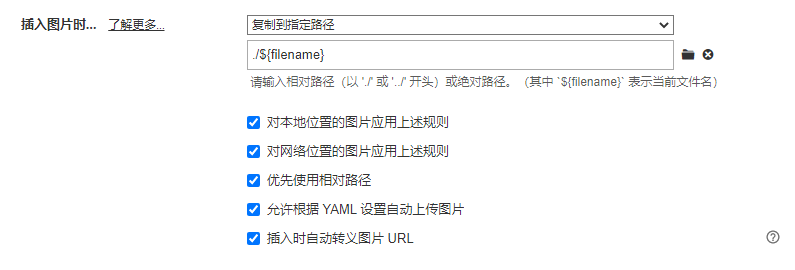 插入图片时... 了解更多... 复制到指定路径
./${filename}
请输入相对路径（以 './' 或 '../' 开头）或绝对路径。（其中 `${filename}` 表示当前文件名）
对本地位置的图片应用上述规则
对网络位置的图片应用上述规则
优先使用相对路径
允许根据 YAML 设置自动上传图片
插入时自动转义图片 URL